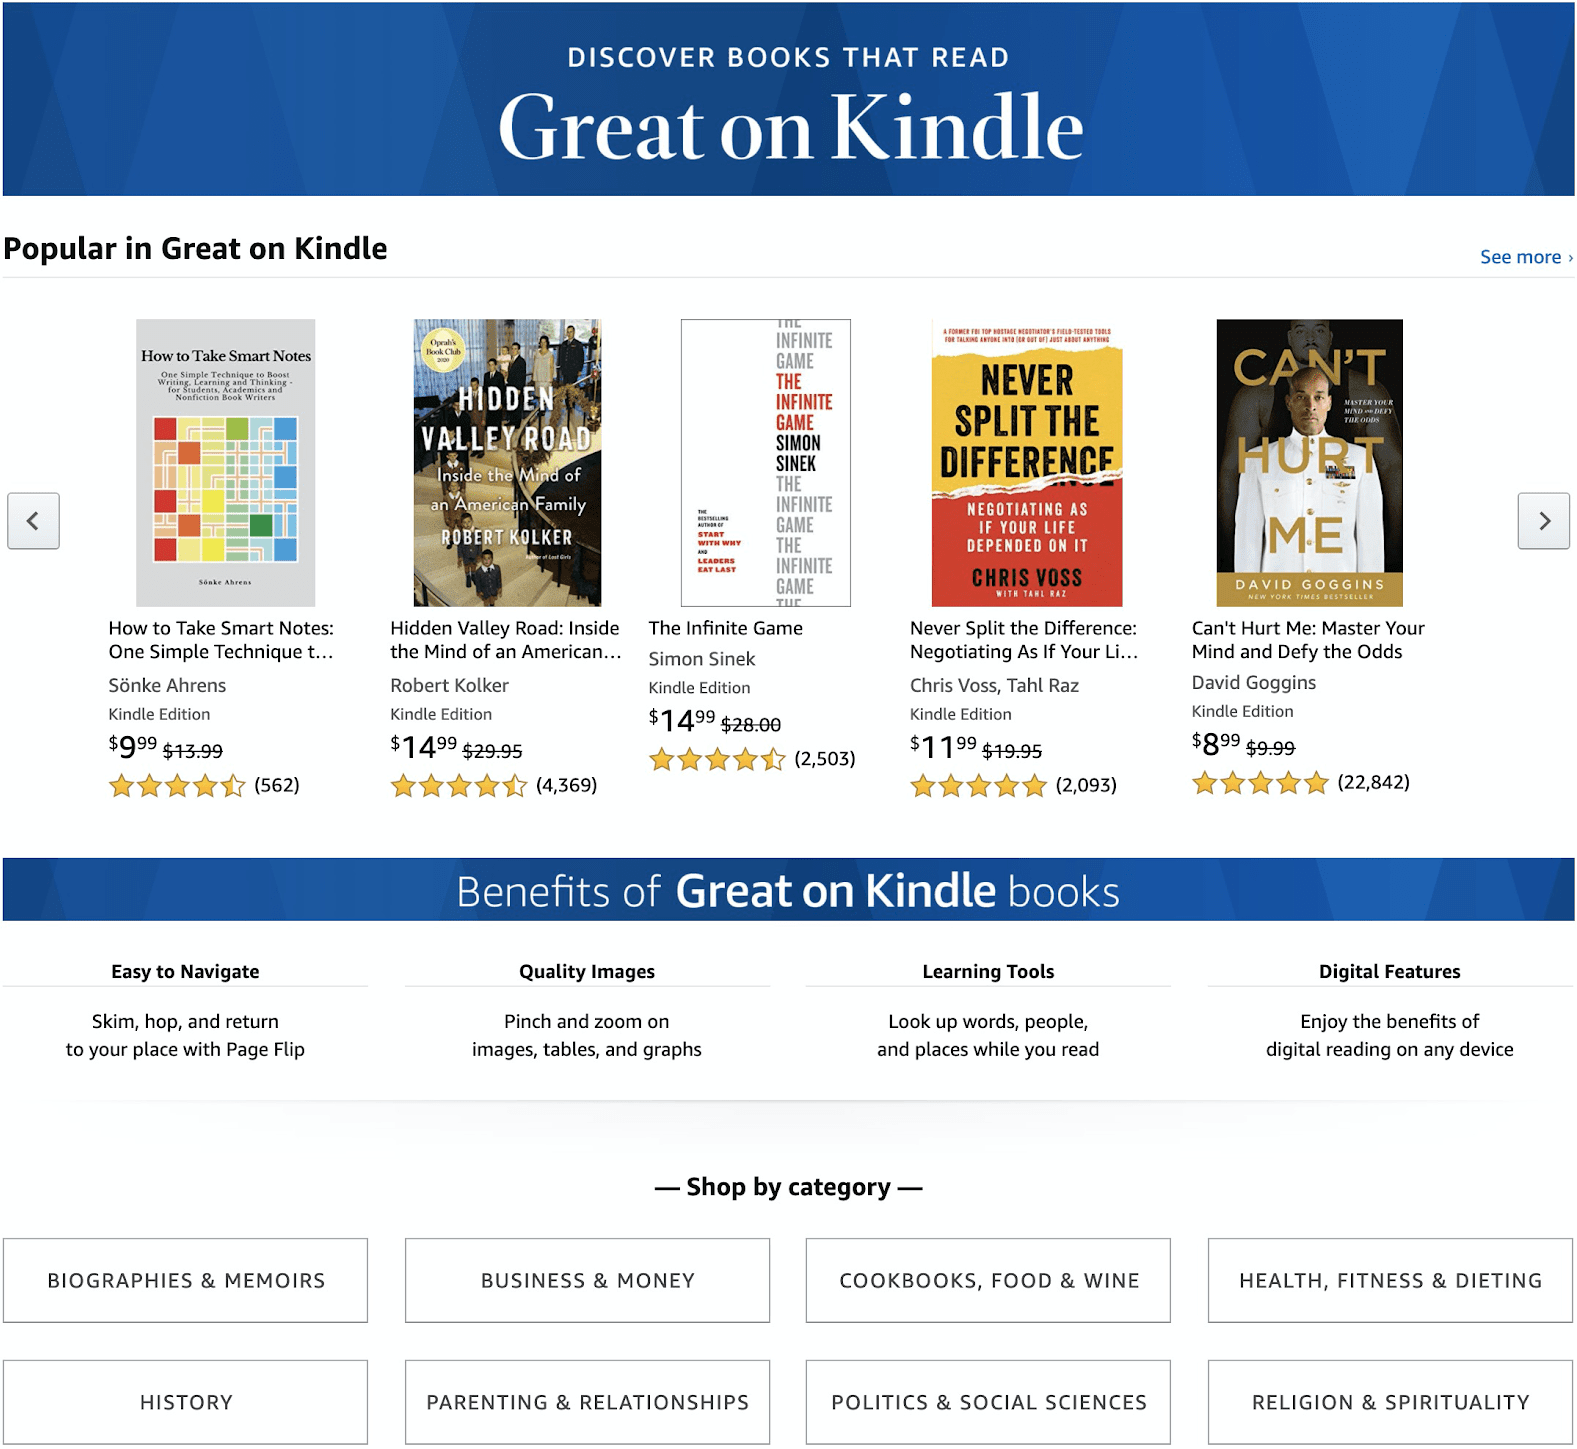 DISCOVER BOOKS THAT READ
Great on Kindle
Popular in Great on Kindle
See more ›
How to Take Smart Notes
One Simple Technique to Boost
Writing, Learning and Thinking -
for Students, Academics and
Nonfiction Book Writers
Sönke Ahrens
Oprah's
Book Club
2020
HIDDEN
VALLEY ROAD
Inside the Mind of
an American Family
ROBERT KOLKER
Author of Lost Girls
THE
INFINITE
GAME
THE
INFINITE
GAME
SIMON
SINEK
THE
INFINITE
GAME
THE
INFINITE
GAME
THE
THE
BESTSELLING
AUTHOR OF
START
WITH WHY
AND
LEADERS
EAT LAST
A FORMER FBI TOP HOSTAGE NEGOTIATOR'S FIELD-TESTED TOOLS
FOR TALKING ANYONE INTO (OR OUT OF) JUST ABOUT ANYTHING
NEVER
SPLIT THE
DIFFERENCE
NEGOTIATING AS
IF YOUR LIFE
DEPENDED ON IT
CHRIS VOSS
WITH TAHL RAZ
CAN'T
MASTER YOUR
MIND AND DEFY
THE ODDS
HURT
ME
DAVID GOGGINS
NEW YORK TIMES BESTSELLER
How to Take Smart Notes:
One Simple Technique t...
Sönke Ahrens
Kindle Edition
$9.99 $13.99
(562)
Hidden Valley Road: Inside
the Mind of an American...
Robert Kolker
Kindle Edition
$14.99 $29.95
(4,369)
The Infinite Game
Simon Sinek
Kindle Edition
$14.99 $28.00
(2,503)
Never Split the Difference:
Negotiating As If Your Li...
Chris Voss, Tahl Raz
Kindle Edition
$11.99 $19.95
(2,093)
Can't Hurt Me: Master Your
Mind and Defy the Odds
David Goggins
Kindle Edition
$8.99 $9.99
(22,842)
Benefits of Great on Kindle books
Easy to Navigate
Skim, hop, and return
to your place with Page Flip
Quality Images
Pinch and zoom on
images, tables, and graphs
Learning Tools
Look up words, people,
and places while you read
Digital Features
Enjoy the benefits of
digital reading on any device
— Shop by category —
BIOGRAPHIES & MEMOIRS
BUSINESS & MONEY
COOKBOOKS, FOOD & WINE
HEALTH, FITNESS & DIETING
HISTORY
PARENTING & RELATIONSHIPS
POLITICS & SOCIAL SCIENCES
RELIGION & SPIRITUALITY